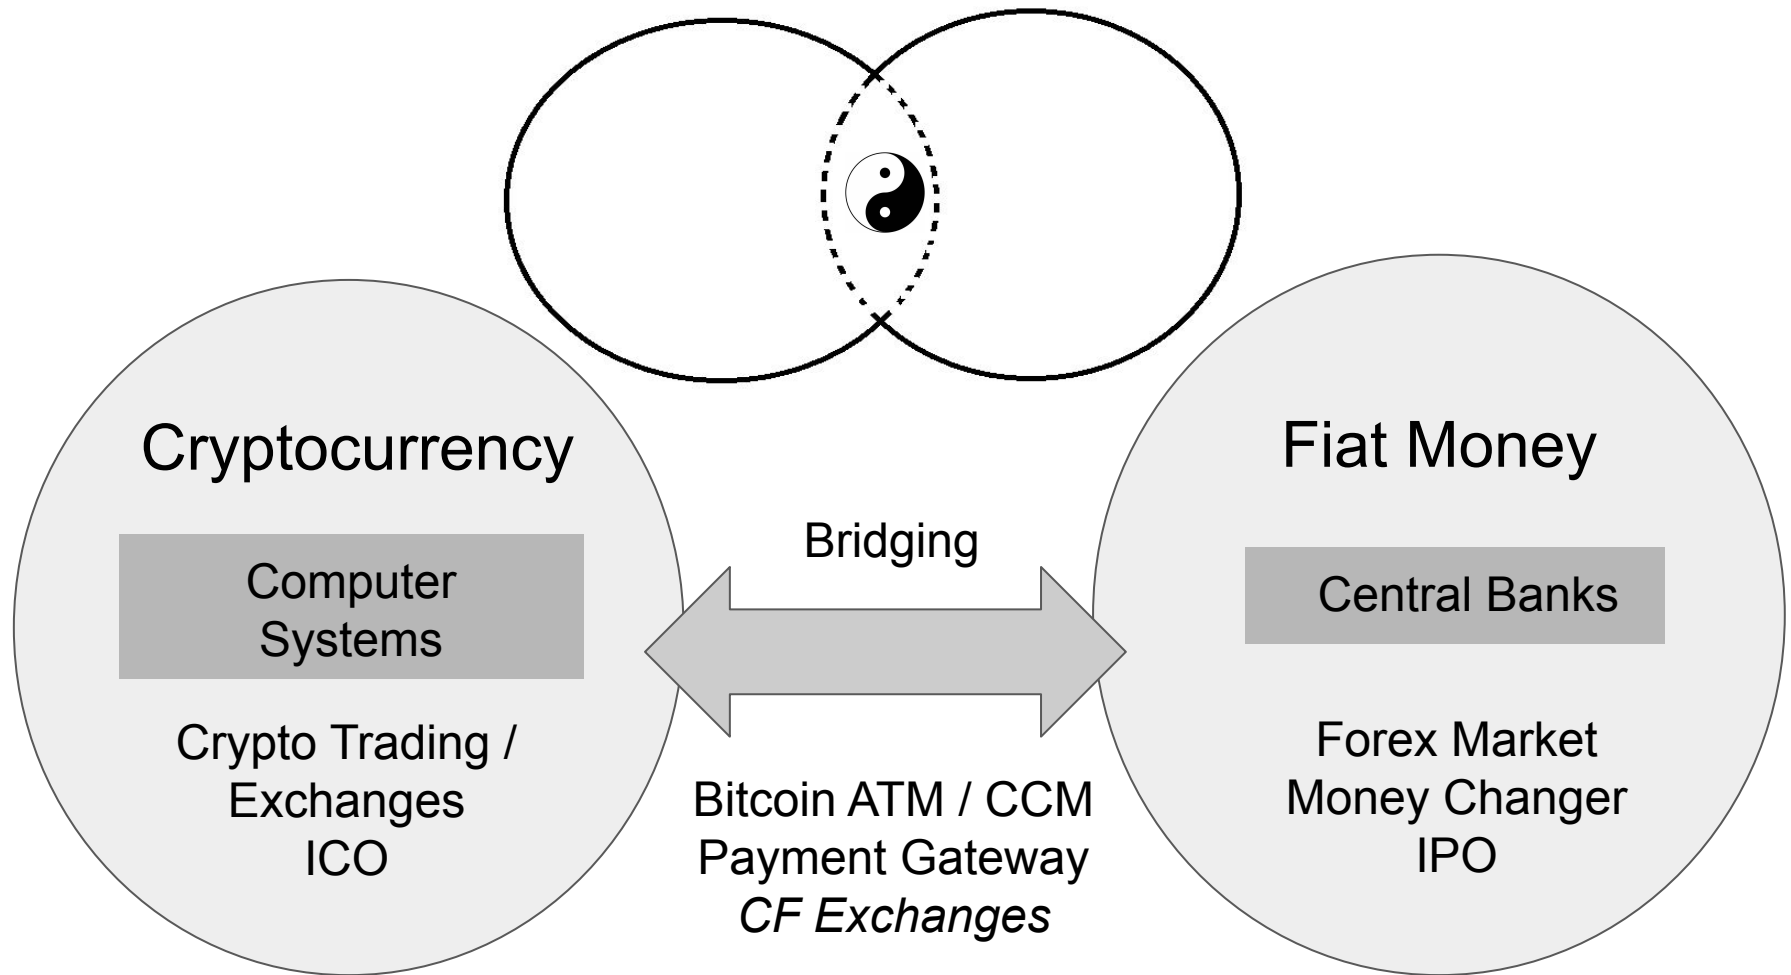 Cryptocurrency
Computer
Systems
Crypto Trading /
Exchanges
ICO
Bridging
Bitcoin ATM / CCM
Payment Gateway
CF Exchanges
Fiat Money
Central Banks
Forex Market
Money Changer
IPO